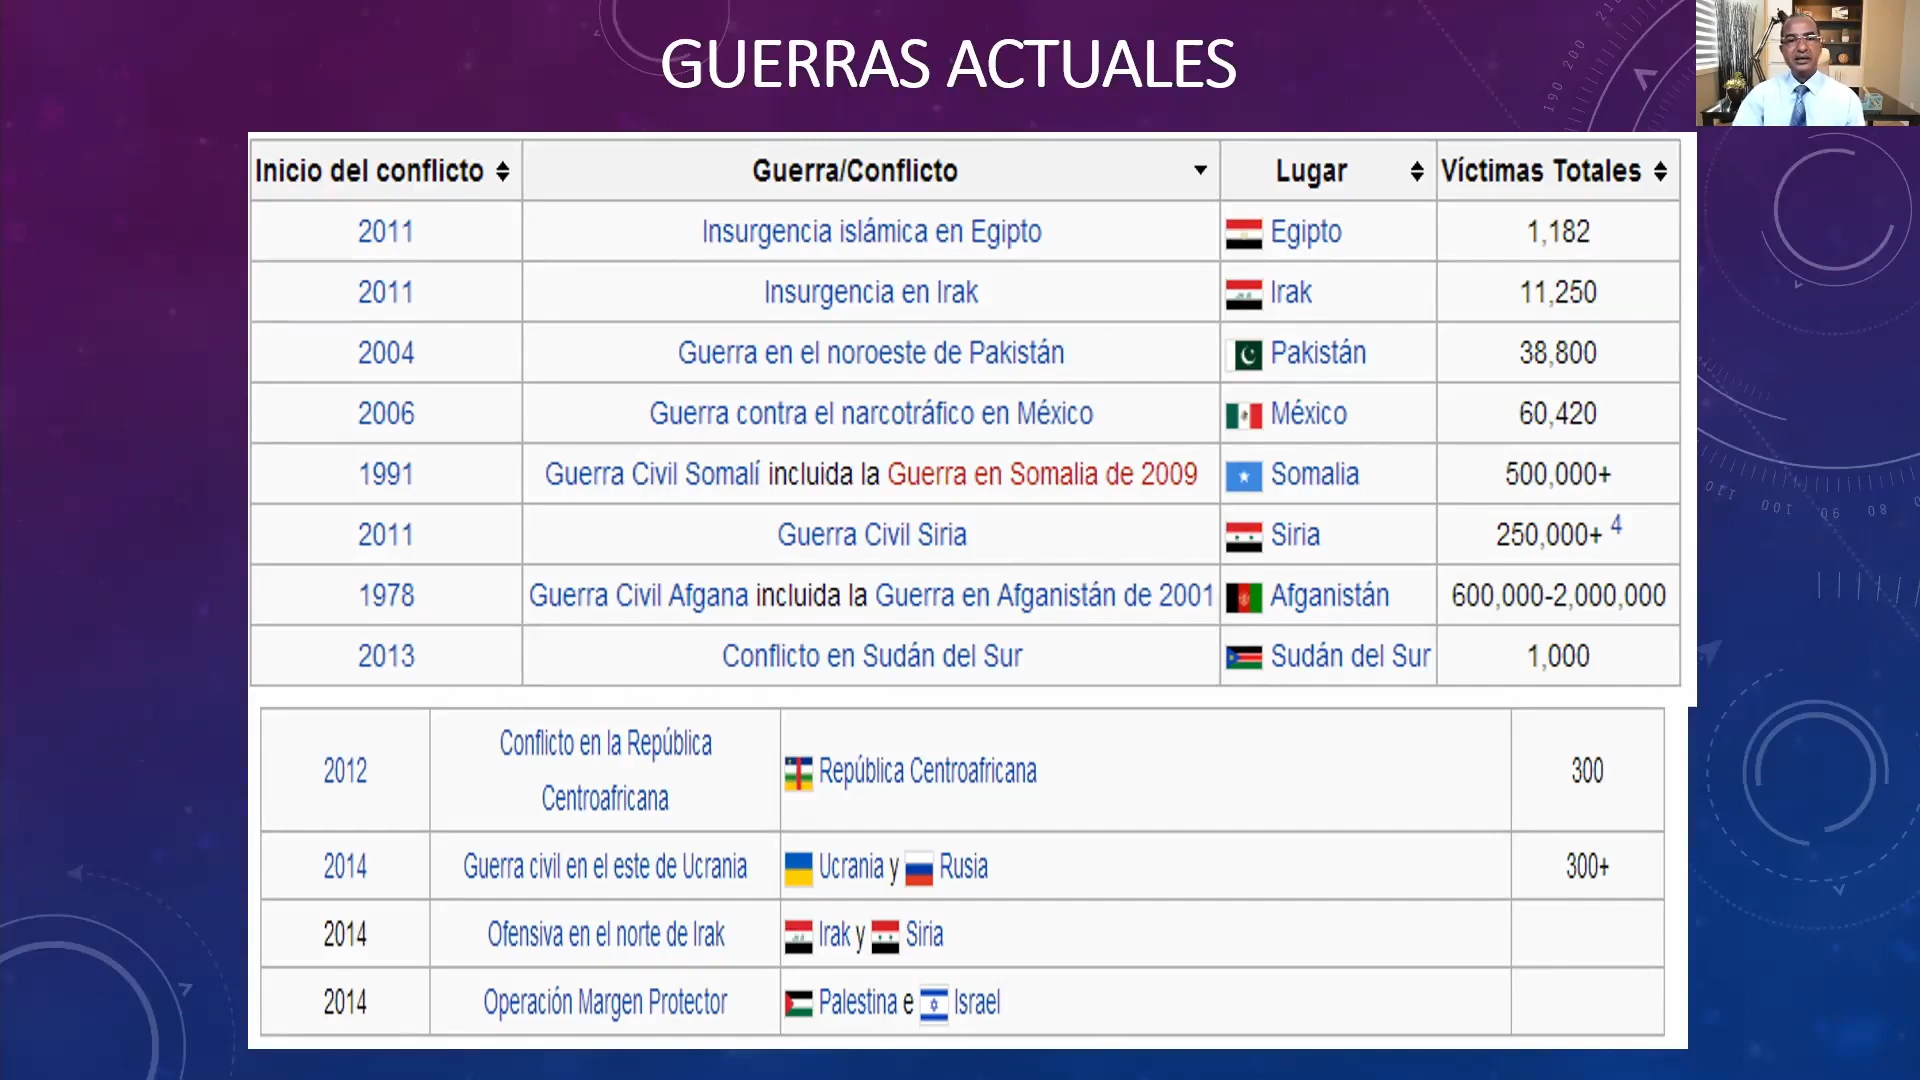 GUERRAS ACTUALES
Inicio del conflicto Guerra/Conflicto Lugar Víctimas Totales
2011 Insurgencia islámica en Egipto Egipto 1,182
2011 Insurgencia en Irak Irak 11,250
2004 Guerra en el noroeste de Pakistán Pakistán 38,800
2006 Guerra contra el narcotráfico en México México 60,420
1991 Guerra Civil Somalí incluida la Guerra en Somalia de 2009 Somalia 500,000+
2011 Guerra Civil Siria Siria 250,000+ 4
1978 Guerra Civil Afgana incluida la Guerra en Afganistán de 2001 Afganistán 600,000-2,000,000
2013 Conflicto en Sudán del Sur Sudán del Sur 1,000
Conflicto en la República
2012 República Centroafricana 300
Centroafricana
2014 Guerra civil en el este de Ucrania Ucrania y Rusia 300+
2014 Ofensiva en el norte de Irak Irak y Siria
2014 Operación Margen Protector Palestina e Israel